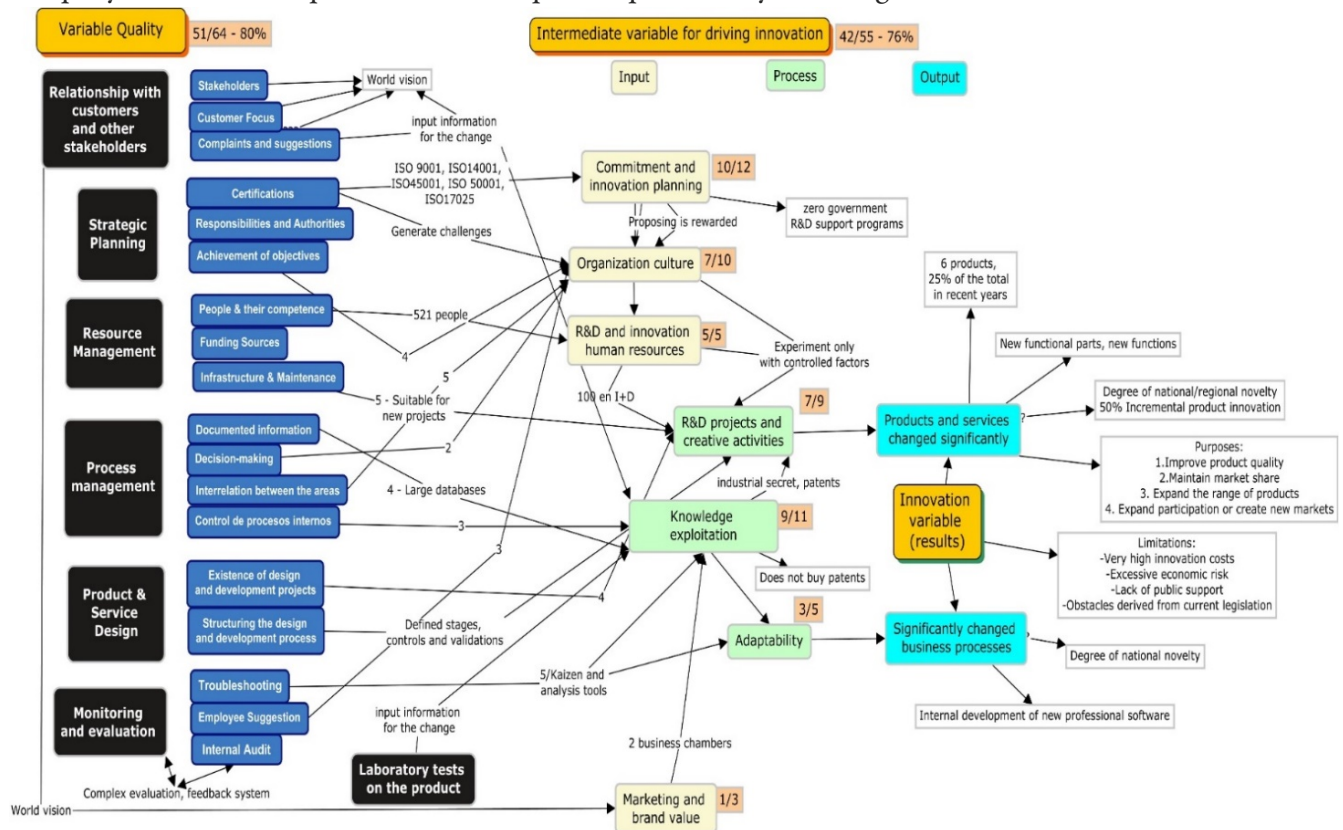 Variable Quality
51/64 - 80%
Intermediate variable for driving innovation
42/55 - 76%
Input
Process
Output
Relationship with
customers
and other
stakeholders
Stakeholders
Customer Focus
Complaints and suggestions
World vision
input information
for the change
Strategic
Planning
Certifications
Responsibilities and Authorities
Achievement of objectives
ISO 9001, ISO14001,
ISO45001, ISO 50001,
ISO17025
Generate challenges
Commitment and
innovation planning
10/12
zero government
R&D support programs
Proposing is rewarded
Organization culture
7/10
Resource
Management
People & their competence
Funding Sources
Infrastructure & Maintenance
521 people
4
5
5 - Suitable for
new projects
R&D and innovation
human resources
5/5
Experiment only
with controlled factors
100 en I+D
6 products,
25% of the total
in recent years
New functional parts, new functions
Degree of national/regional novelty
50% Incremental product innovation
?
Process
management
Documented information
Decision-making
Interrelation between the areas
Control de procesos internos
2
4 - Large databases
3
3
R&D projects and
creative activities
7/9
industrial secret, patents
Products and services
changed significantly
Purposes:
1.Improve product quality
2.Maintain market share
3. Expand the range of products
4. Expand participation or create new markets
Knowledge
exploitation
9/11
Does not buy patents
Innovation
variable
(results)
Limitations:
-Very high innovation costs
-Excessive economic risk
-Lack of public support
-Obstacles derived from current legislation
Product &
Service
Design
Existence of design
and development projects
Structuring the design
and development process
4
Defined stages,
controls and validations
Adaptability
3/5
Significantly changed
business processes
Degree of national novelty
Internal development of new professional software
Monitoring
and evaluation
Troubleshooting
Employee Suggestion
Internal Audit
5/Kaizen and
analysis tools
input information
for the change
Laboratory tests
on the product
2 business chambers
Complex evaluation, feedback system
World vision
Marketing and
brand value
1/3